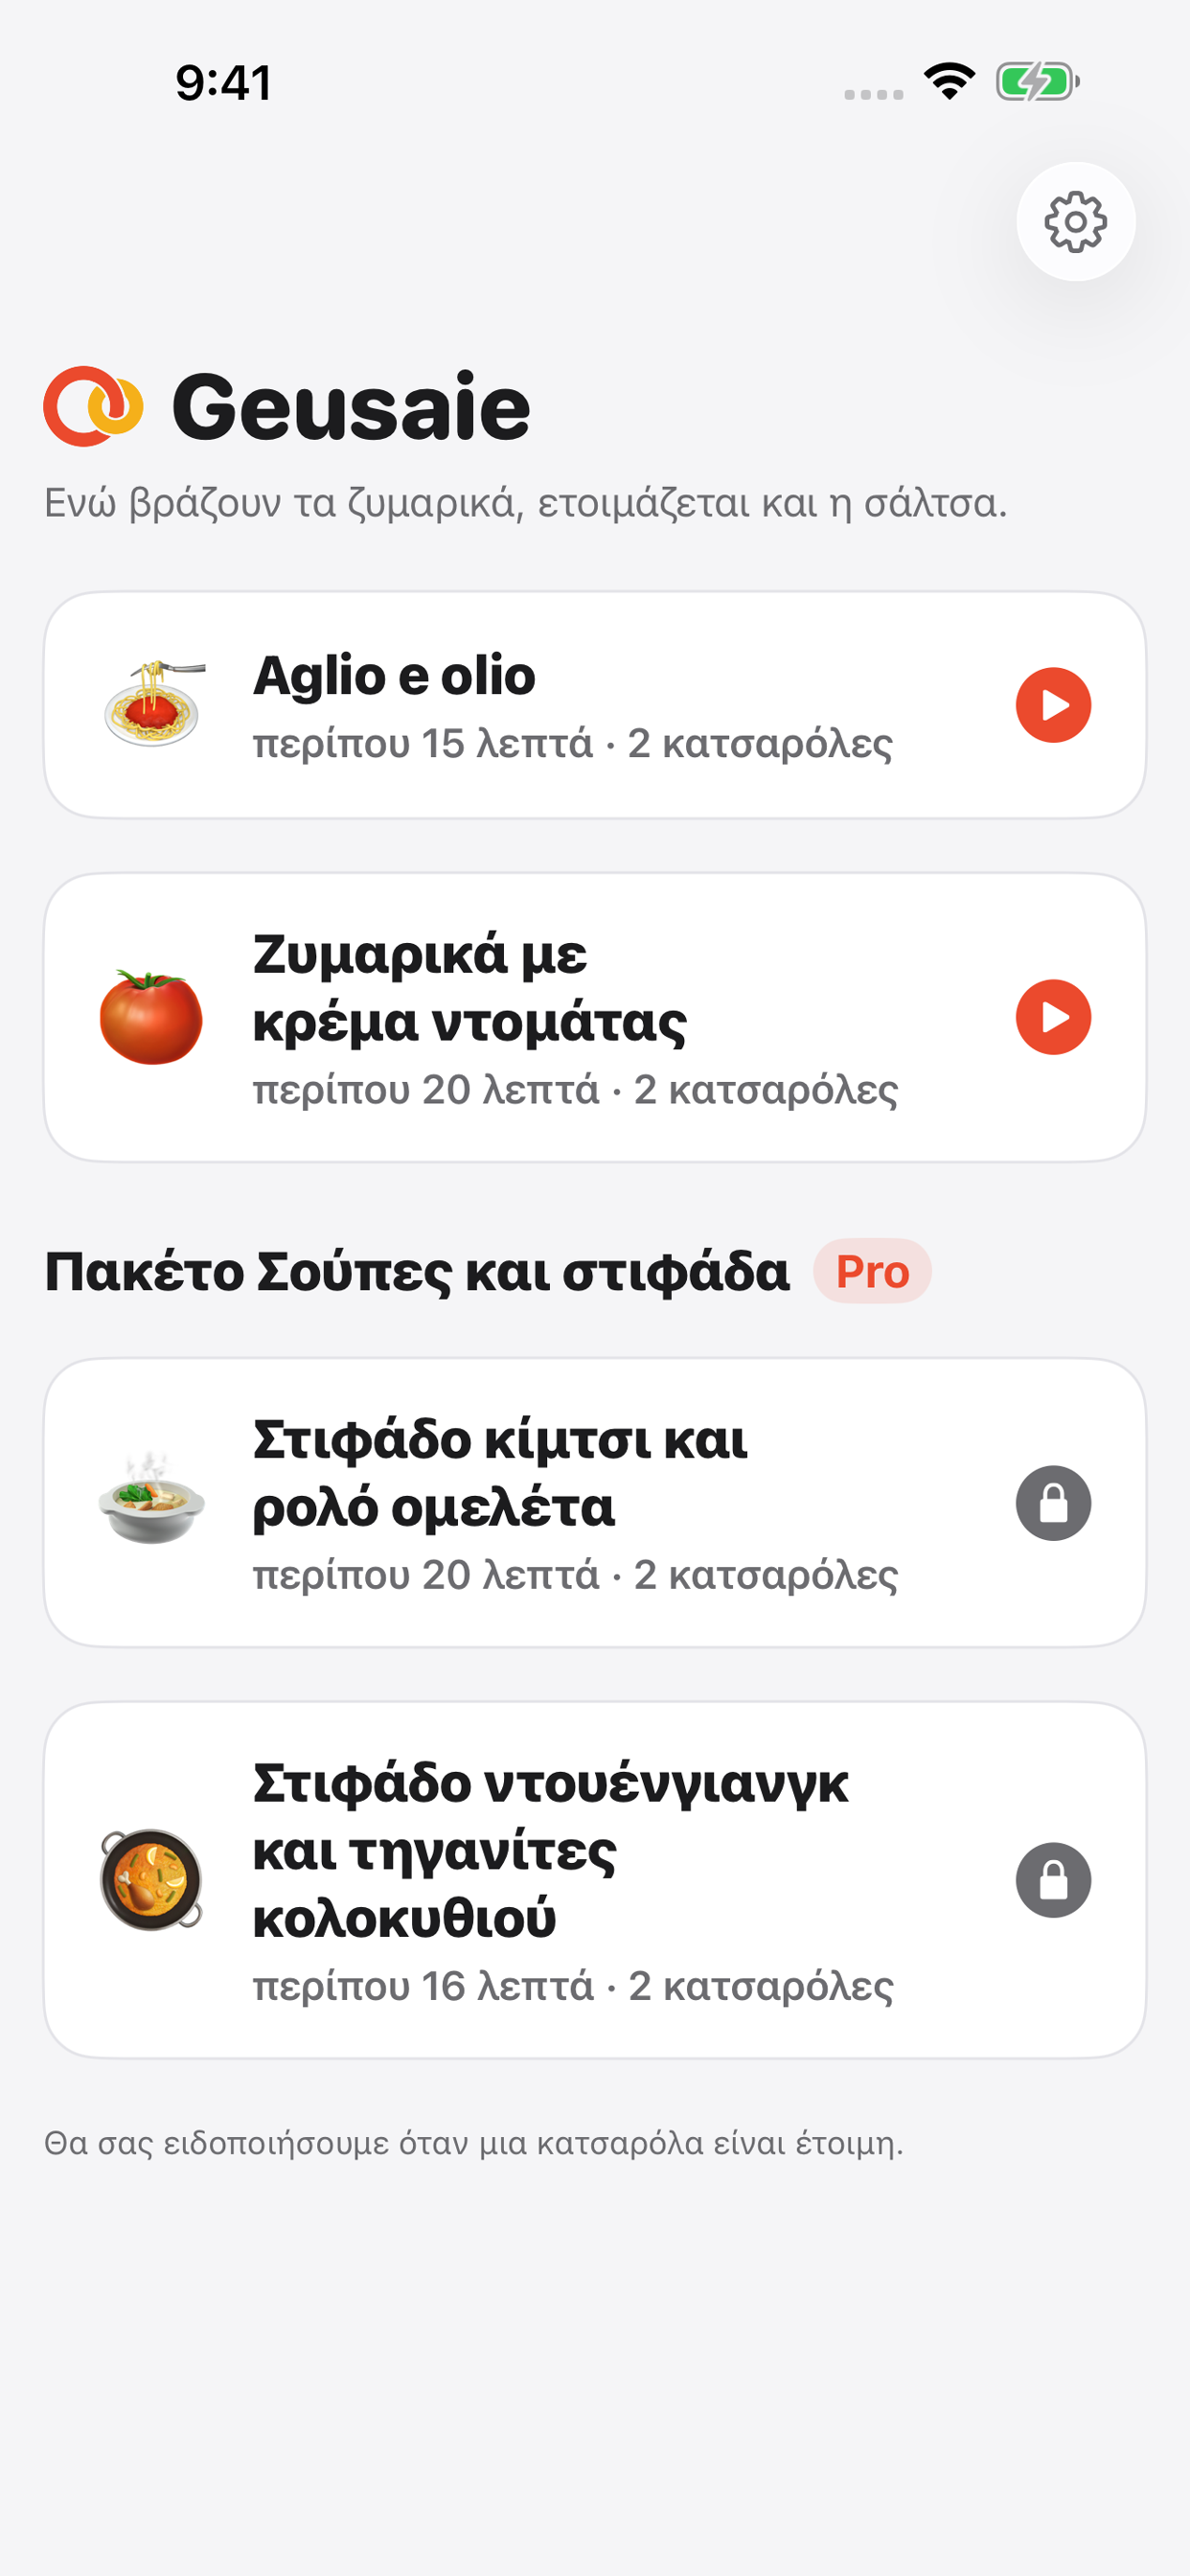 9:41
Geusaie
Ενώ βράζουν τα ζυμαρικά, ετοιμάζεται και η σάλτσα.
Aglio e olio
περίπου 15 λεπτά · 2 κατσαρόλες
Ζυμαρικά με
κρέμα ντομάτας
περίπου 20 λεπτά · 2 κατσαρόλες
Πακέτο Σούπες και στιφάδα Pro
Στιφάδο κίμτσι και
ρολό ομελέτα
περίπου 20 λεπτά · 2 κατσαρόλες
Στιφάδο ντουένγιανγκ
και τηγανίτες
κολοκυθιού
περίπου 16 λεπτά · 2 κατσαρόλες
Θα σας ειδοποιήσουμε όταν μια κατσαρόλα είναι έτοιμη.